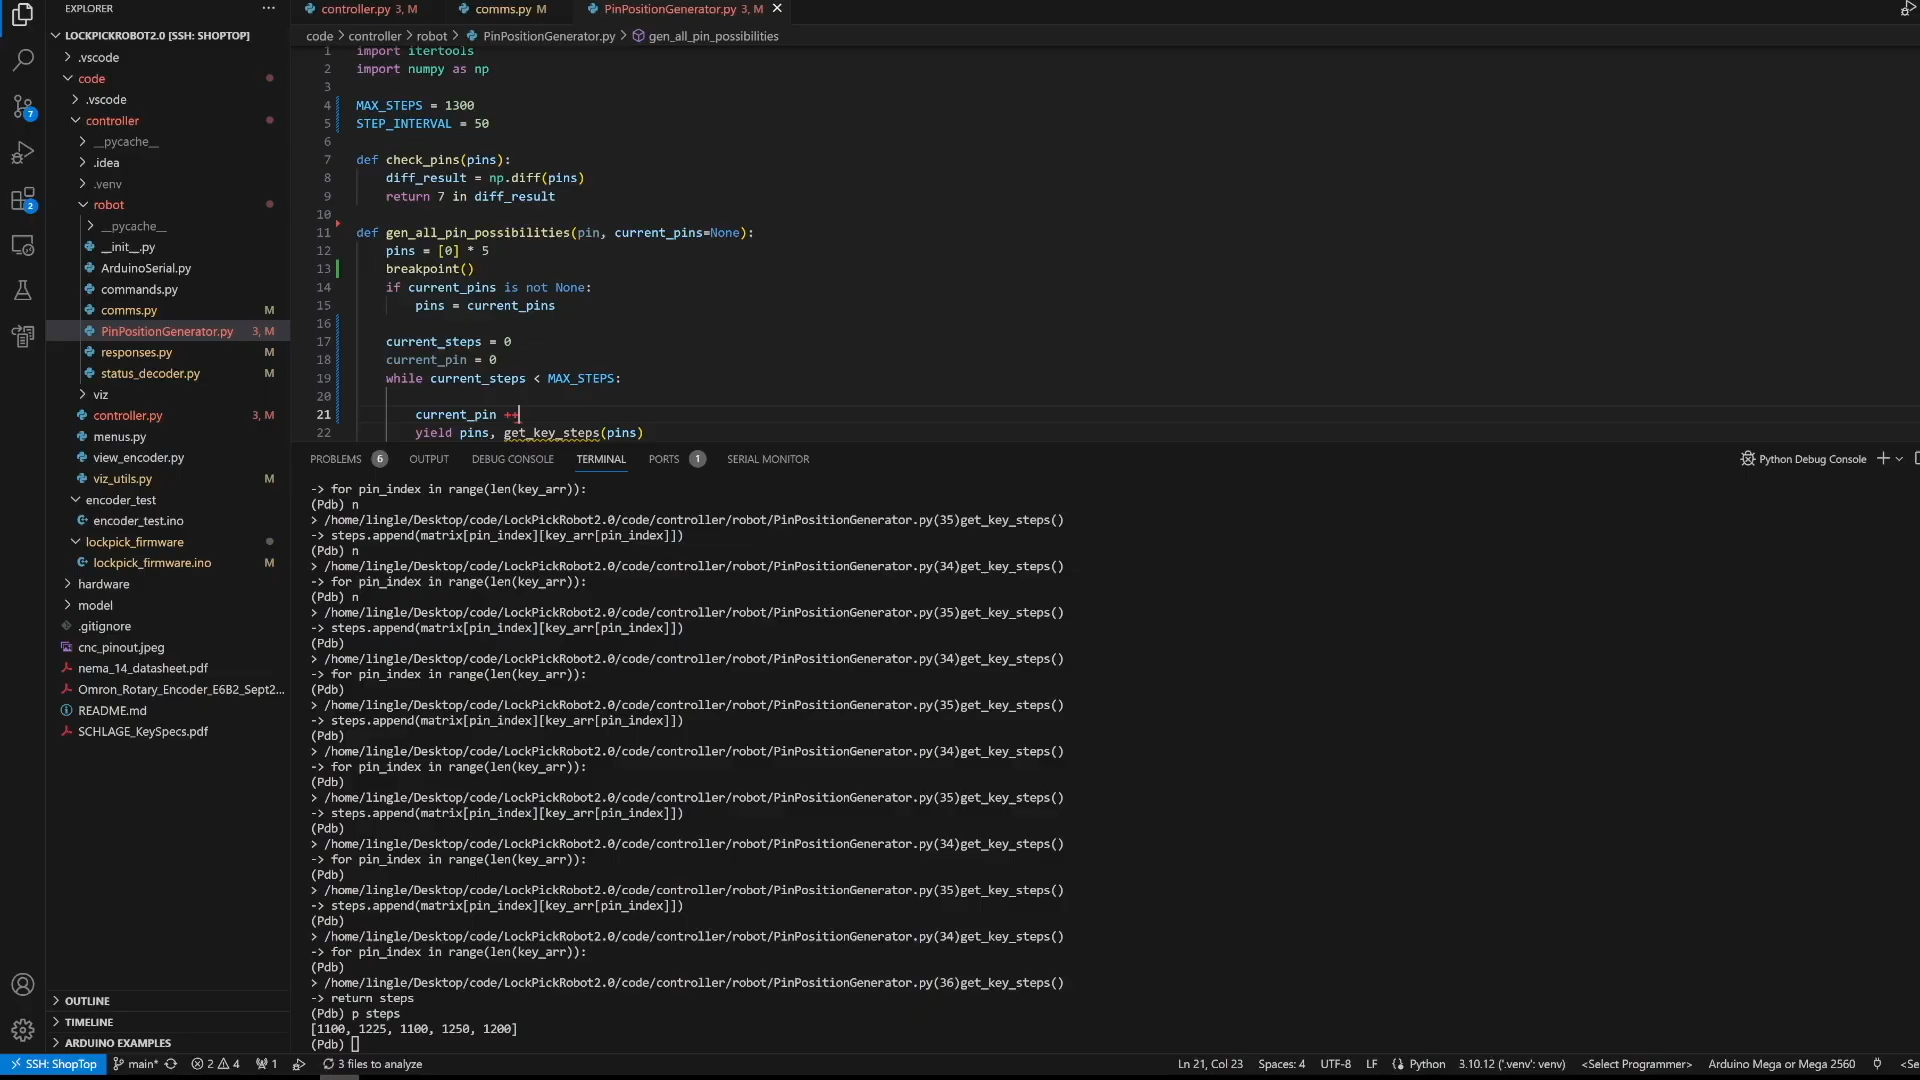 EXPLORER
LOCKPICKROBOT2.0 [SSH: SHOPTOP]
.vscode
code
.vscode
controller
__pycache__
.idea
.venv
robot
__pycache__
__init__.py
ArduinoSerial.py
commands.py
comms.py M
PinPositionGenerator.py 3, M
responses.py M
status_decoder.py M
viz
controller.py 3, M
menus.py
view_encoder.py
viz_utils.py M
encoder_test
encoder_test.ino
lockpick_firmware
lockpick_firmware.ino M
hardware
model
.gitignore
cnc_pinout.jpeg
nema_14_datasheet.pdf
Omron_Rotary_Encoder_E6B2_Sept2...
README.md
SCHLAGE_KeySpecs.pdf
OUTLINE
TIMELINE
ARDUINO EXAMPLES
7
2
controller.py 3, M comms.py M PinPositionGenerator.py 3, M
code > controller > robot > PinPositionGenerator.py > gen_all_pin_possibilities
1 import itertools
2 import numpy as np
3
4 MAX_STEPS = 1300
5 STEP_INTERVAL = 50
6
7 def check_pins(pins):
8 diff_result = np.diff(pins)
9 return 7 in diff_result
10
11 def gen_all_pin_possibilities(pin, current_pins=None):
12 pins = [0] * 5
13 breakpoint()
14 if current_pins is not None:
15 pins = current_pins
16
17 current_steps = 0
18 current_pin = 0
19 while current_steps < MAX_STEPS:
20
21 current_pin ++
22 yield pins, get_key_steps(pins)
PROBLEMS 6 OUTPUT DEBUG CONSOLE TERMINAL PORTS 1 SERIAL MONITOR
Python Debug Console
-> for pin_index in range(len(key_arr)):
(Pdb) n
> /home/lingle/Desktop/code/LockPickRobot2.0/code/controller/robot/PinPositionGenerator.py(35)get_key_steps()
-> steps.append(matrix[pin_index][key_arr[pin_index]])
(Pdb) n
> /home/lingle/Desktop/code/LockPickRobot2.0/code/controller/robot/PinPositionGenerator.py(34)get_key_steps()
-> for pin_index in range(len(key_arr)):
(Pdb) n
> /home/lingle/Desktop/code/LockPickRobot2.0/code/controller/robot/PinPositionGenerator.py(35)get_key_steps()
-> steps.append(matrix[pin_index][key_arr[pin_index]])
(Pdb)
> /home/lingle/Desktop/code/LockPickRobot2.0/code/controller/robot/PinPositionGenerator.py(34)get_key_steps()
-> for pin_index in range(len(key_arr)):
(Pdb)
> /home/lingle/Desktop/code/LockPickRobot2.0/code/controller/robot/PinPositionGenerator.py(35)get_key_steps()
-> steps.append(matrix[pin_index][key_arr[pin_index]])
(Pdb)
> /home/lingle/Desktop/code/LockPickRobot2.0/code/controller/robot/PinPositionGenerator.py(34)get_key_steps()
-> for pin_index in range(len(key_arr)):
(Pdb)
> /home/lingle/Desktop/code/LockPickRobot2.0/code/controller/robot/PinPositionGenerator.py(35)get_key_steps()
-> steps.append(matrix[pin_index][key_arr[pin_index]])
(Pdb)
> /home/lingle/Desktop/code/LockPickRobot2.0/code/controller/robot/PinPositionGenerator.py(34)get_key_steps()
-> for pin_index in range(len(key_arr)):
(Pdb)
> /home/lingle/Desktop/code/LockPickRobot2.0/code/controller/robot/PinPositionGenerator.py(35)get_key_steps()
-> steps.append(matrix[pin_index][key_arr[pin_index]])
(Pdb)
> /home/lingle/Desktop/code/LockPickRobot2.0/code/controller/robot/PinPositionGenerator.py(34)get_key_steps()
-> for pin_index in range(len(key_arr)):
(Pdb)
> /home/lingle/Desktop/code/LockPickRobot2.0/code/controller/robot/PinPositionGenerator.py(36)get_key_steps()
-> return steps
(Pdb) p steps
[1100, 1225, 1100, 1250, 1200]
(Pdb)
SSH: ShopTop main* 2 4 1 3 files to analyze Ln 21, Col 23 Spaces: 4 UTF-8 LF Python 3.10.12 ('.venv': venv) <Select Programmer> Arduino Mega or Mega 2560 <Se